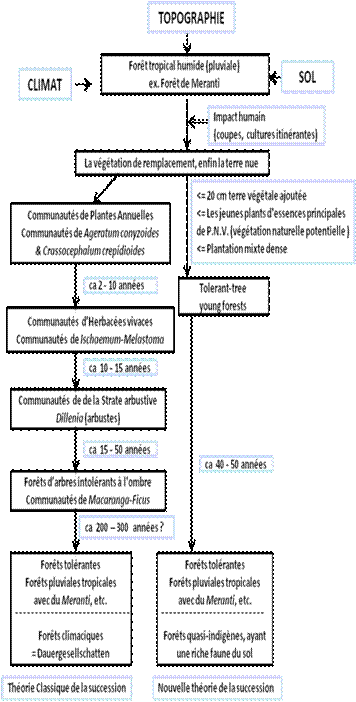 TOPOGRAPHIE
CLIMAT
Forêt tropical humide (pluviale)
ex. Forêt de Meranti
SOL
Impact humain
(coupes, cultures itinérantes)
La végétation de remplacement, enfin la terre nue
Communautés de Plantes Annuelles
Communautés de Ageratum conyzoides
& Crassocephalum crepidioides
<= 20 cm terre végétale ajoutée
<= Les jeunes plants d'essences principales
de P.N.V. (végétation naturelle potentielle )
<= Plantation mixte dense
ca 2 - 10 années
Tolerant-tree
young forests
Communautés d'Herbacées vivaces
Communautés de Ischaemum-Melastoma
ca 10 - 15 années
Communautés de de la Strate arbustive
Dillenia (arbustes)
ca 15 - 50 années
ca 40 - 50 années
Forêts d'arbres intolérants à l'ombre
Communautés de Macaranga-Ficus
ca 200 – 300 années ?
Forêts tolérantes
Forêts pluviales tropicales
avec du Meranti, etc.
Forêts climaciques
= Dauergesellschatten
Forêts tolérantes
Forêts pluviales tropicales
avec du Meranti, etc.
Forêts quasi-indigènes, ayant
une riche faune du sol
Théorie Classique de la succession
Nouvelle théorie de la succession